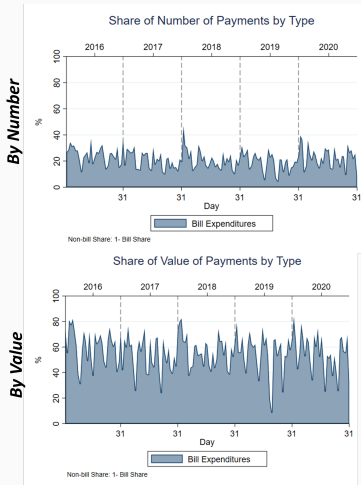 By Number
Share of Number of Payments by Type
2016 2017 2018 2019 2020
100
80
60
%
40
20
0
31 31 31 31 31
Day
Bill Expenditures
Non-bill Share: 1- Bill Share
By Value
Share of Value of Payments by Type
2016 2017 2018 2019 2020
100
80
60
%
40
20
0
31 31 31 31 31
Day
Bill Expenditures
Non-bill Share: 1- Bill Share